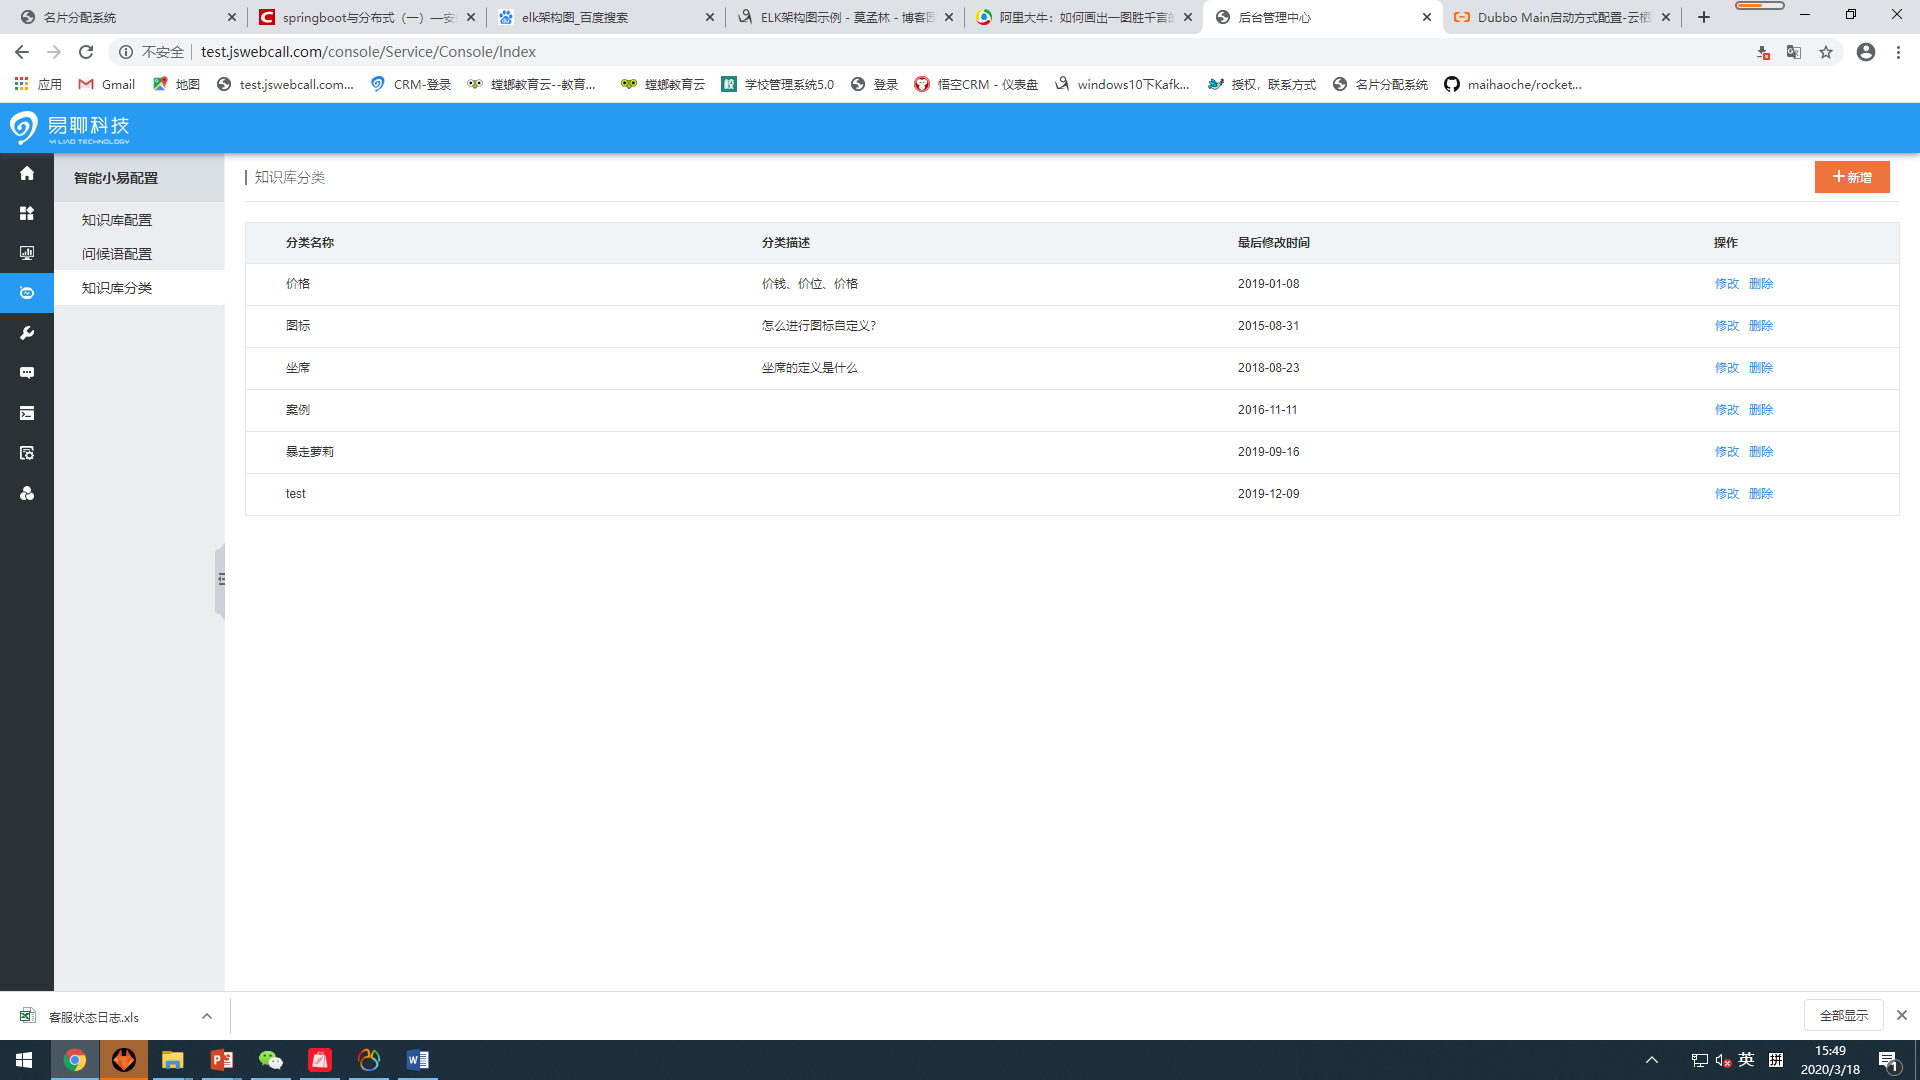 名片分配系统
springboot与分布式（一）—安
elk架构图_百度搜索
ELK架构图示例 - 莫孟林 - 博客园
阿里大牛：如何画出一图胜千言的
后台管理中心
Dubbo Main启动方式配置-云栖
不安全
test.jswebcall.com/console/Service/Console/Index
应用
Gmail
地图
test.jswebcall.com...
CRM-登录
螳螂教育云--教育...
螳螂教育云
学校管理系统5.0
登录
悟空CRM - 仪表盘
windows10下Kafk...
授权，联系方式
名片分配系统
maihaoche/rocket...
易聊科技
YI LIAO TECHNOLOGY
智能小易配置
知识库配置
问候语配置
知识库分类
知识库分类
+新增
分类名称 分类描述 最后修改时间 操作
价格 价钱、价位、价格 2019-01-08 修改 删除
图标 怎么进行图标自定义? 2015-08-31 修改 删除
坐席 坐席的定义是什么 2018-08-23 修改 删除
案例 2016-11-11 修改 删除
暴走萝莉 2019-09-16 修改 删除
test 2019-12-09 修改 删除
客服状态日志.xls
全部显示
英
拼
15:49
2020/3/18
1